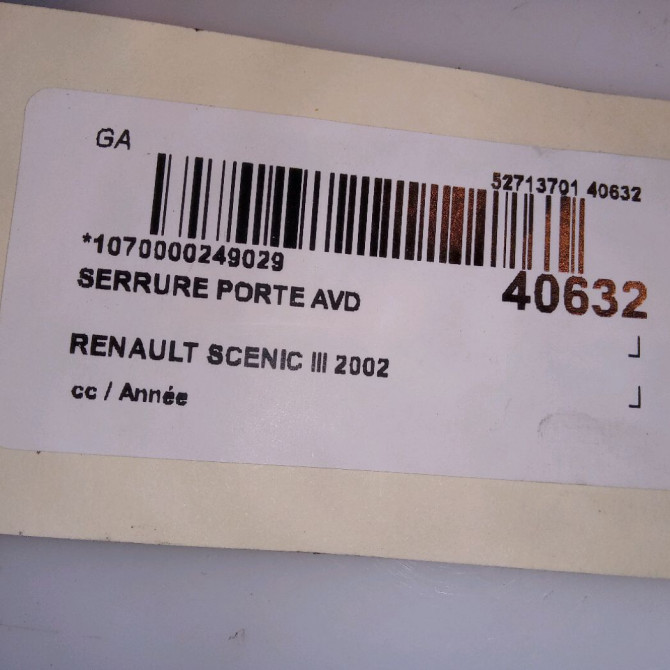 GA
52713701 40632
*1070000249029
SERRURE PORTE AVD
40632
RENAULT SCENIC III 2002
cc / Année